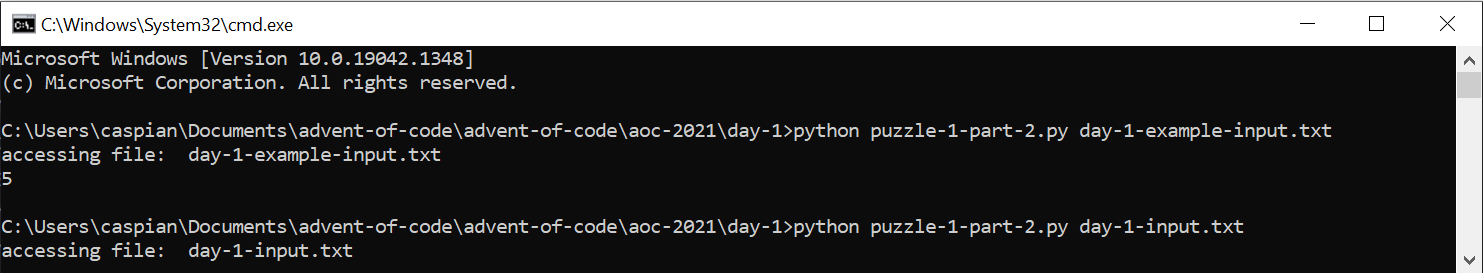 C:\Windows\System32\cmd.exe
Microsoft Windows [Version 10.0.19042.1348]
(c) Microsoft Corporation. All rights reserved.
C:\Users\caspian\Documents\advent-of-code\advent-of-code\aoc-2021\day-1>python puzzle-1-part-2.py day-1-example-input.txt
accessing file:  day-1-example-input.txt
5
C:\Users\caspian\Documents\advent-of-code\advent-of-code\aoc-2021\day-1>python puzzle-1-part-2.py day-1-input.txt
accessing file:  day-1-input.txt